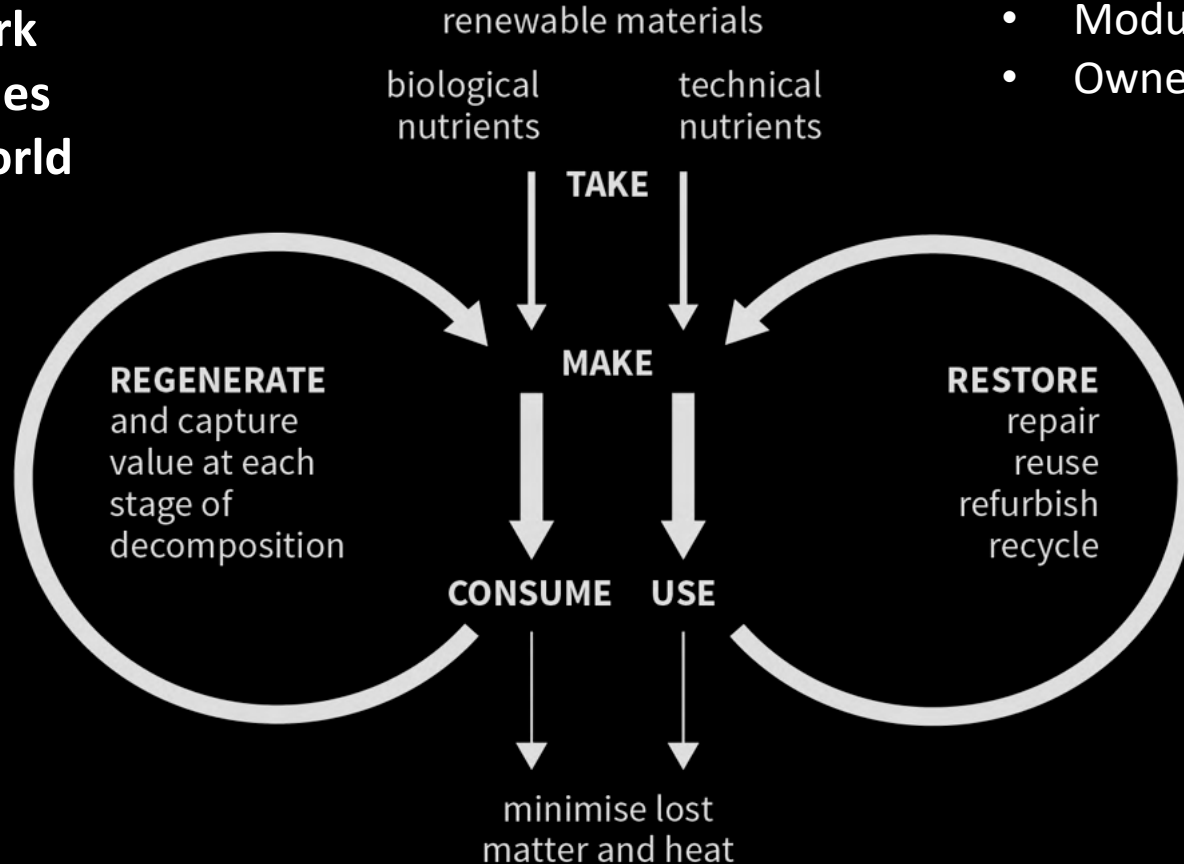 renewable materials
biological
nutrients
technical
nutrients
TAKE
MAKE
REGENERATE
and capture
value at each
stage of
decomposition
RESTORE
repair
reuse
refurbish
recycle
CONSUME
USE
minimise lost
matter and heat